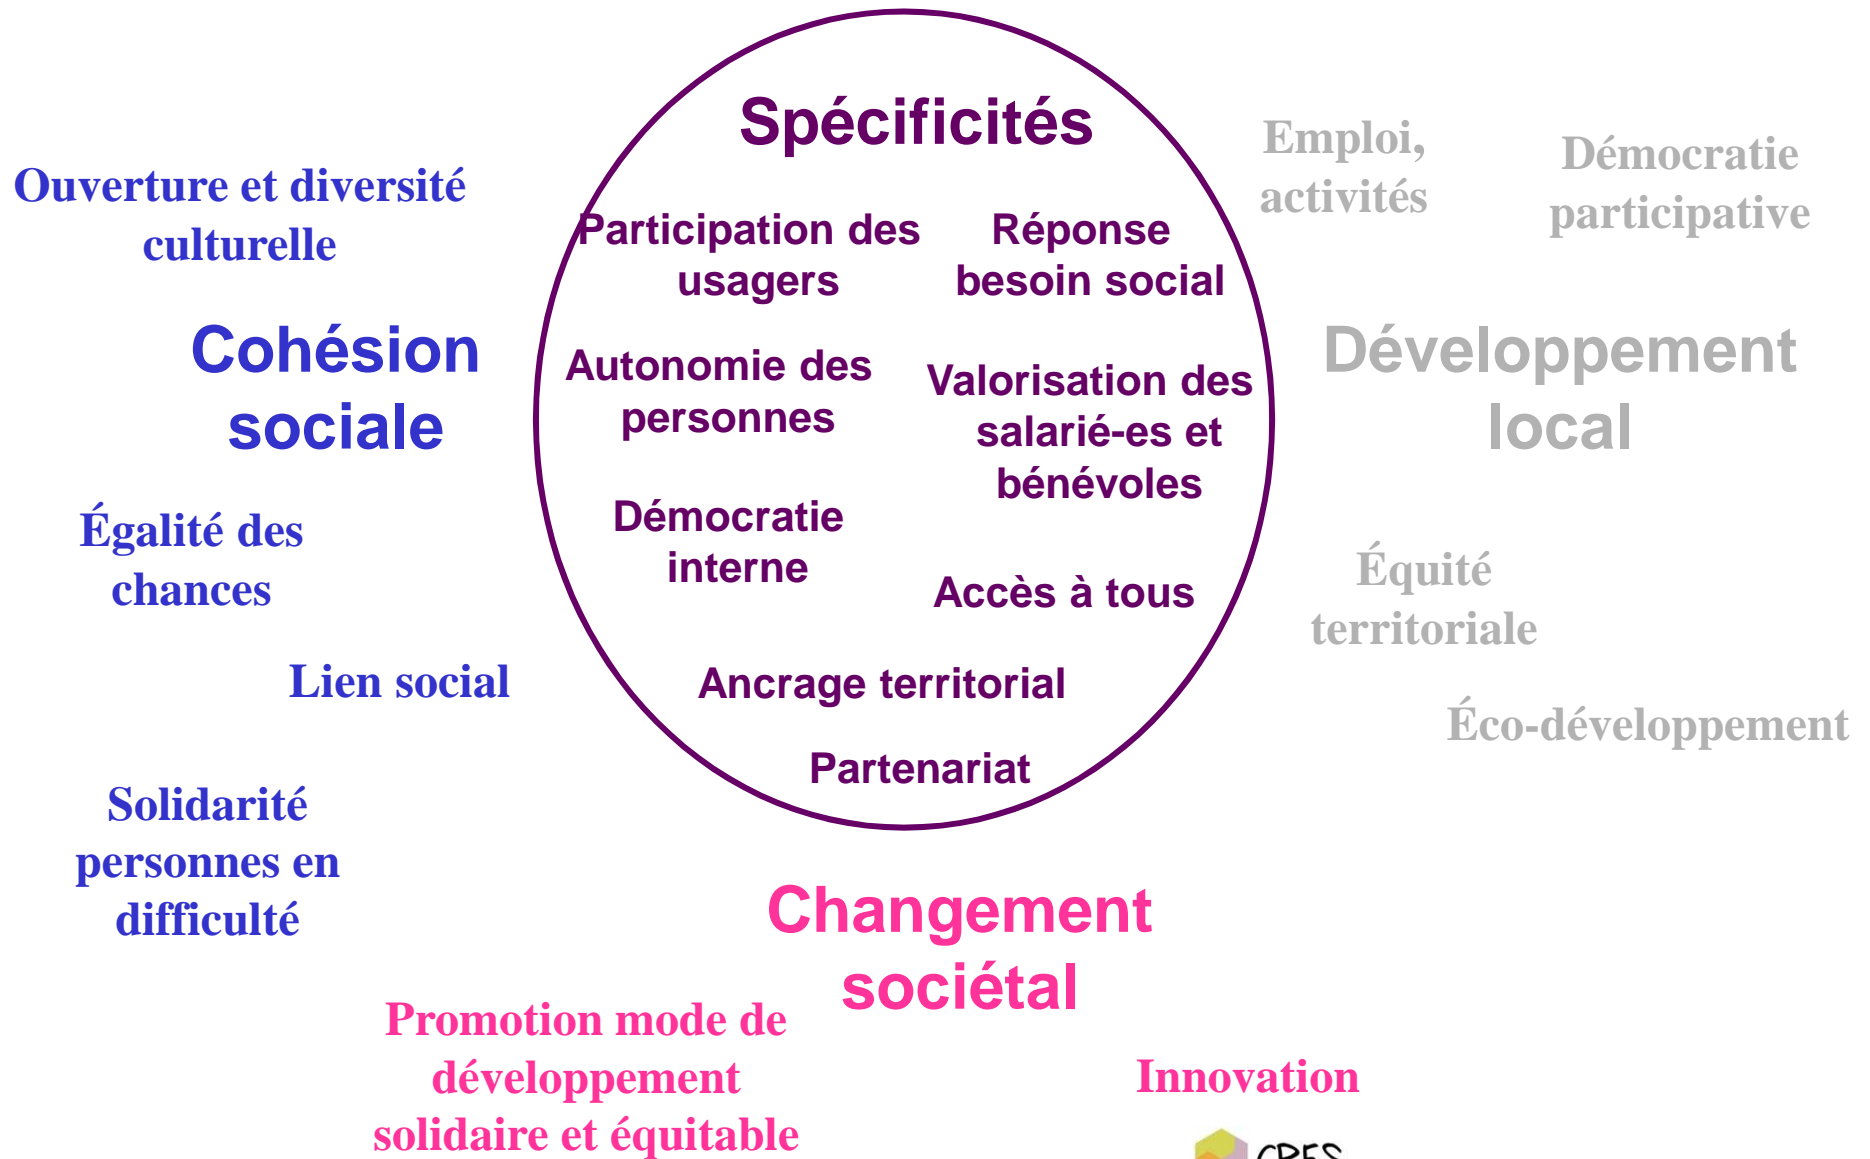 Spécificités
Participation des
usagers
Réponse
besoin social
Autonomie des
personnes
Valorisation des
salarié-es et
bénévoles
Démocratie
interne
Accès à tous
Ancrage territorial
Partenariat
Ouverture et diversité
culturelle
Cohésion
sociale
Égalité des
chances
Lien social
Solidarité
personnes en
difficulté
Emploi,
activités
Démocratie
participative
Développement
local
Équité
territoriale
Éco-développement
Changement
sociétal
Promotion mode de
développement
solidaire et équitable
Innovation
CRES